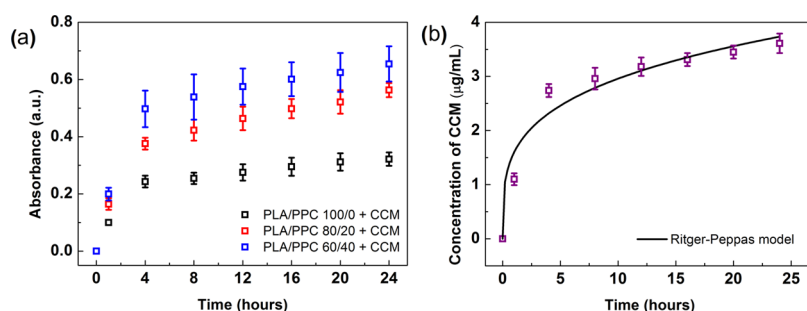 (a)
0.8
0.6
0.4
0.2
0.0
Absorbance (a.u.)
PLA/PPC 100/0 + CCM
PLA/PPC 80/20 + CCM
PLA/PPC 60/40 + CCM
0 4 8 12 16 20 24
Time (hours)
(b)
4
3
2
1
0
Concentration of CCM (μg/mL)
Ritger-Peppas model
0 5 10 15 20 25
Time (hours)